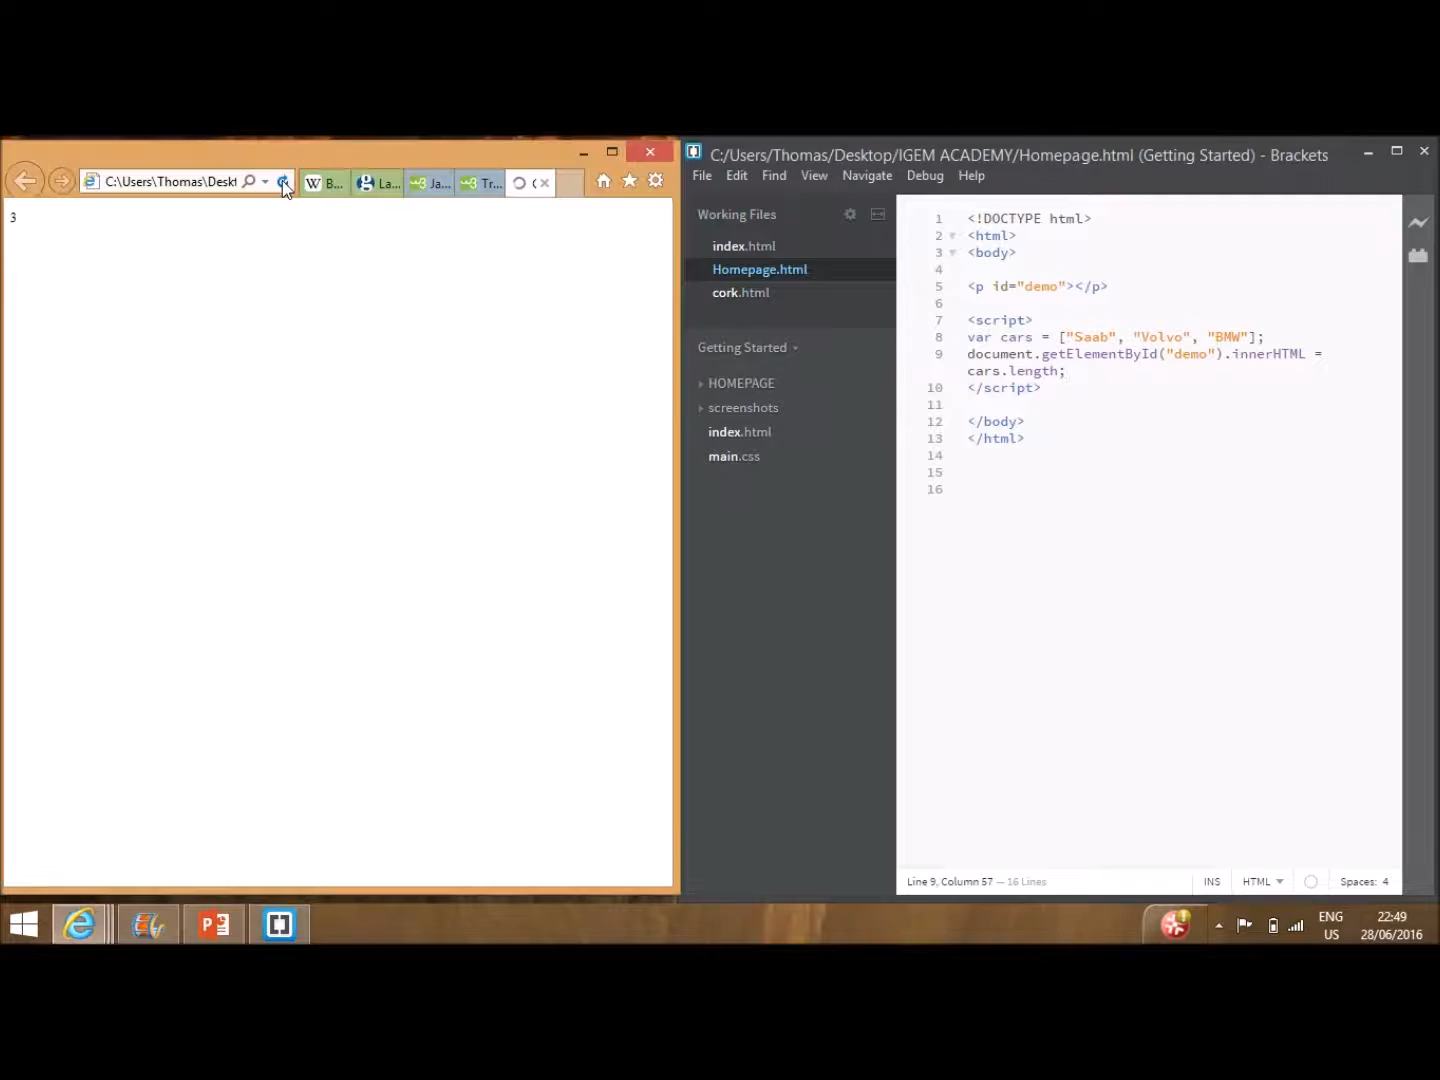 C:\Users\Thomas\Deskt
B...
La...
Ja...
Tr...
3
C:/Users/Thomas/Desktop/IGEM ACADEMY/Homepage.html (Getting Started) - Brackets
File Edit Find View Navigate Debug Help
Working Files
index.html
Homepage.html
cork.html
Getting Started
HOMEPAGE
screenshots
index.html
main.css
1 <!DOCTYPE html>
2 <html>
3 <body>
4
5 <p id="demo"></p>
6
7 <script>
8 var cars = ["Saab", "Volvo", "BMW"];
9 document.getElementById("demo").innerHTML =
cars.length;
10 </script>
11
12 </body>
13 </html>
14
15
16
Line 9, Column 57 — 16 Lines
INS
HTML
Spaces: 4
ENG
US
22:49
28/06/2016